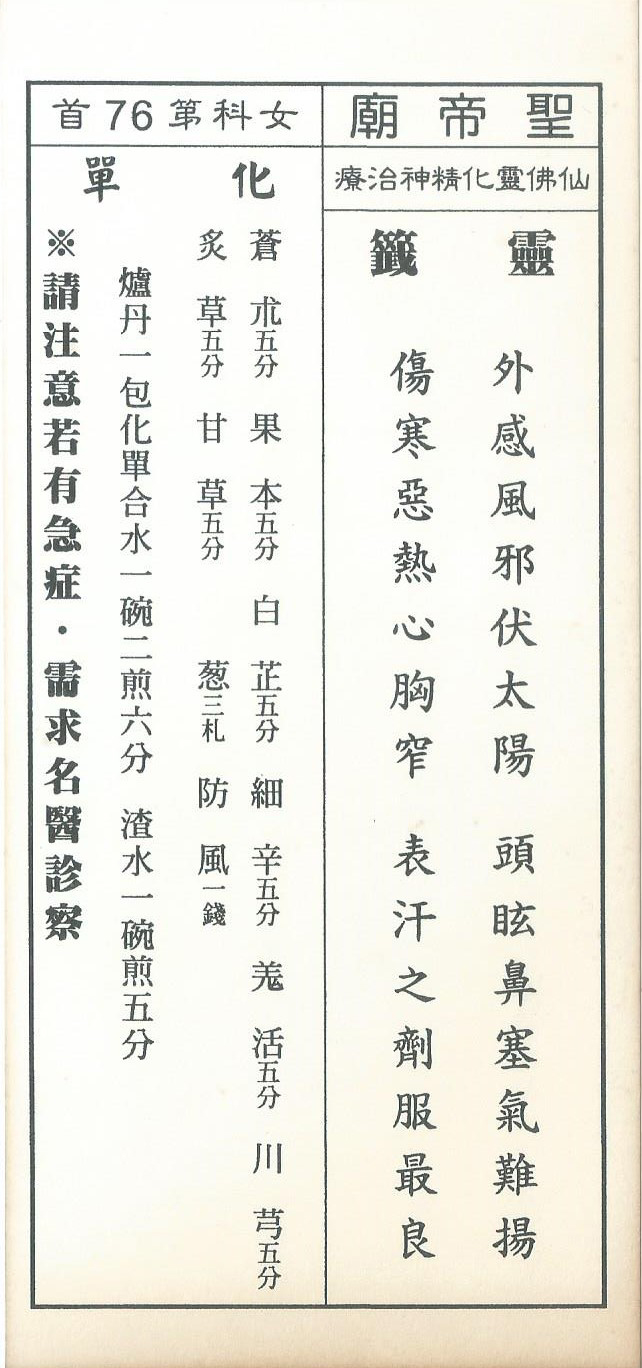 聖帝廟
仙佛靈化精神治療
靈籤
外感風邪伏太陽　頭眩鼻塞氣難揚
傷寒惡熱心胸窄　表汗之劑服最良
女科第76首
化單
蒼朮五分　果本五分　白芷五分　細辛五分　羗活五分　川芎五分
炙草五分　甘草五分　葱三札　防風一錢
爐丹一包化單合水一碗二煎六分　渣水一碗煎五分
※請注意若有急症・需求名醫診察